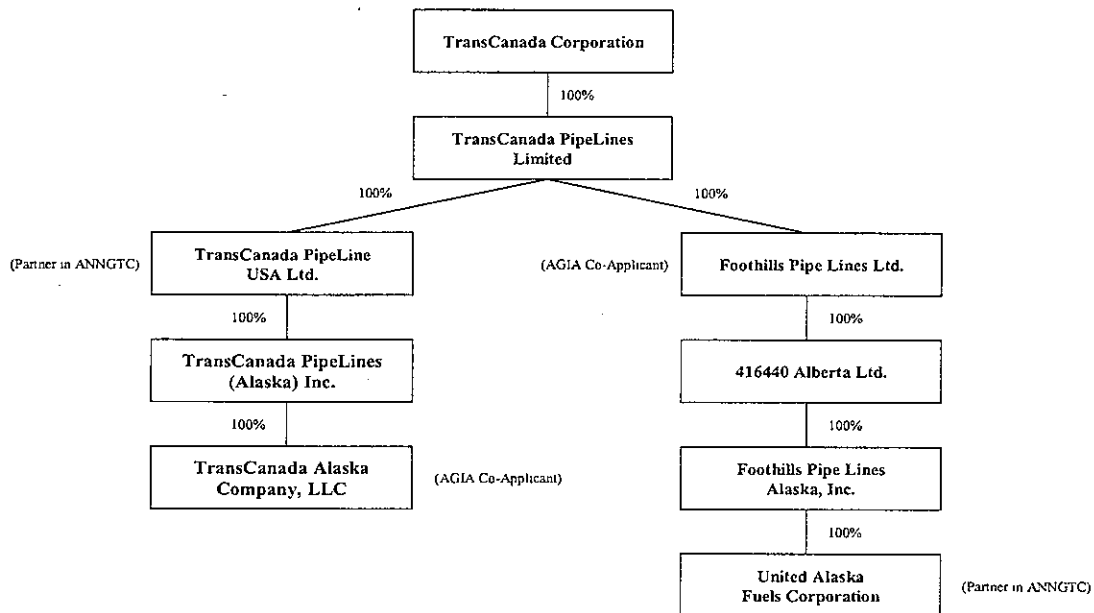 TransCanada Corporation
100%
TransCanada PipeLines
Limited
100%
100%
(Partner in ANNGTC)
TransCanada PipeLine
USA Ltd.
(AGIA Co-Applicant)
Foothills Pipe Lines Ltd.
100%
100%
TransCanada PipeLines
(Alaska) Inc.
416440 Alberta Ltd.
100%
100%
TransCanada Alaska
Company, LLC
(AGIA Co-Applicant)
Foothills Pipe Lines
Alaska, Inc.
100%
United Alaska
Fuels Corporation
(Partner in ANNGTC)